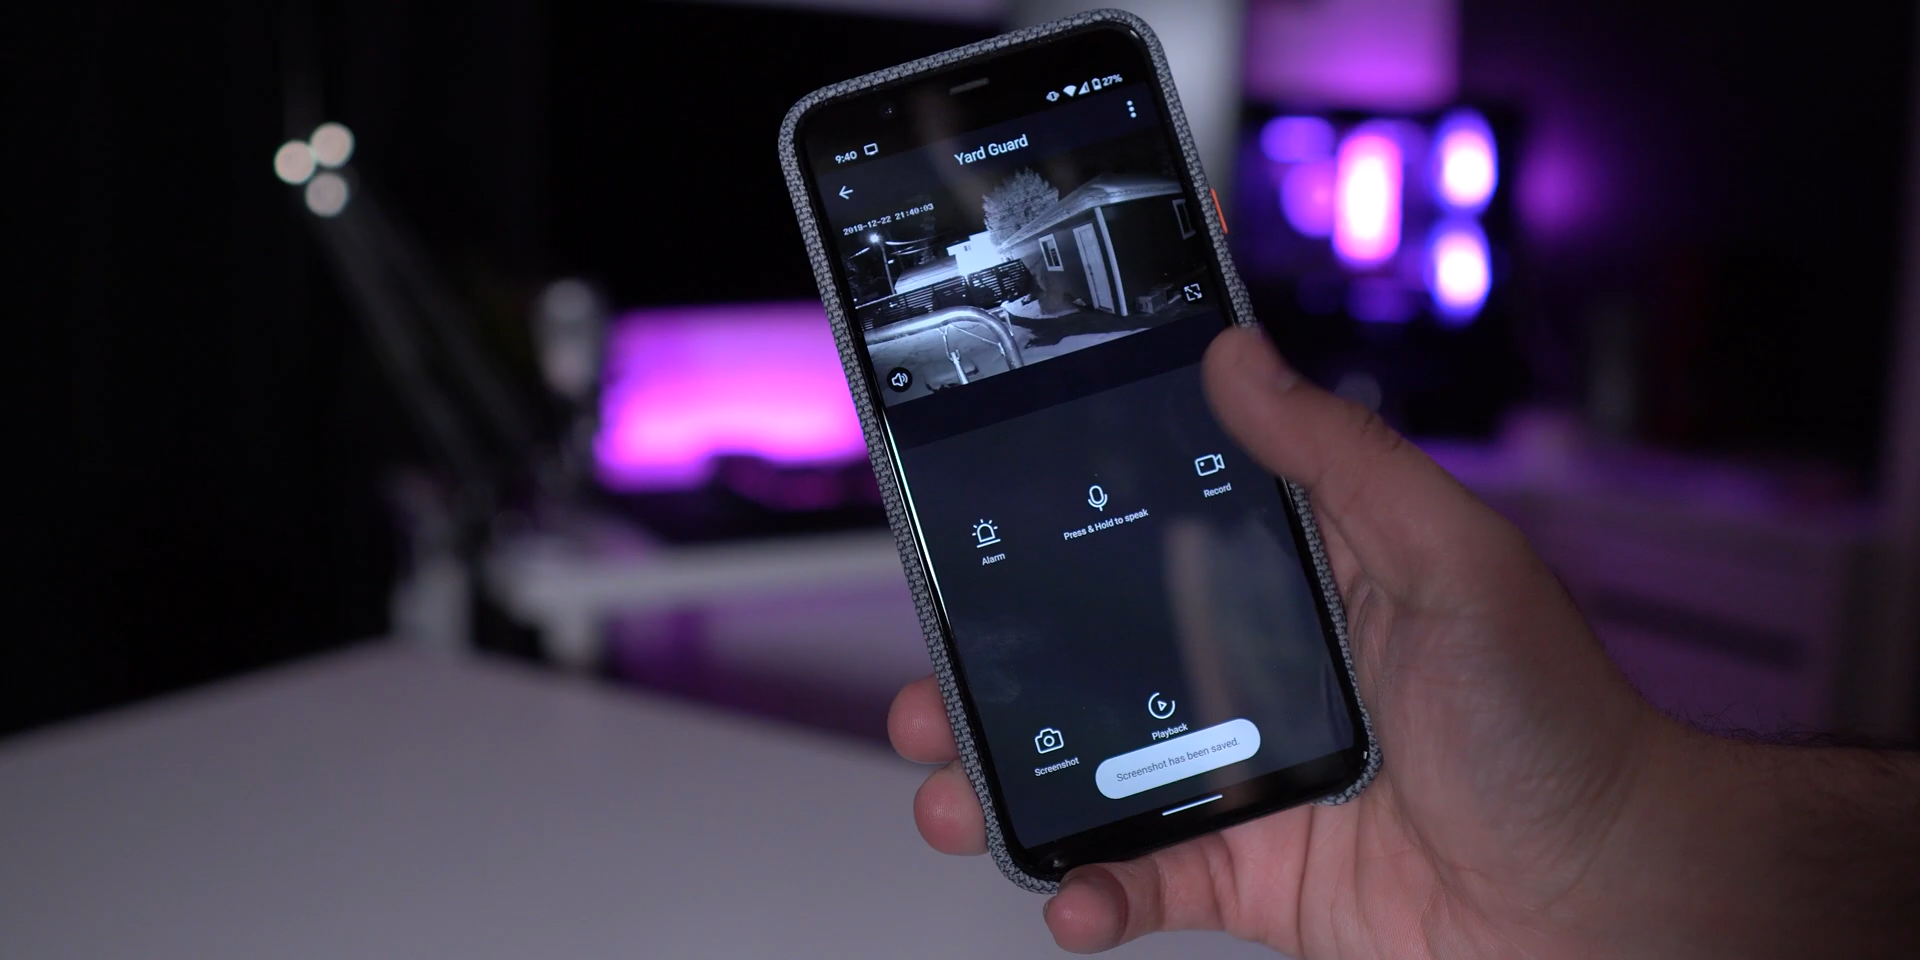 27%
9:40
Yard Guard
2019-12-22 21:40:03
Record
Press & Hold to speak
Alarm
Playback
Screenshot
Screenshot has been saved.